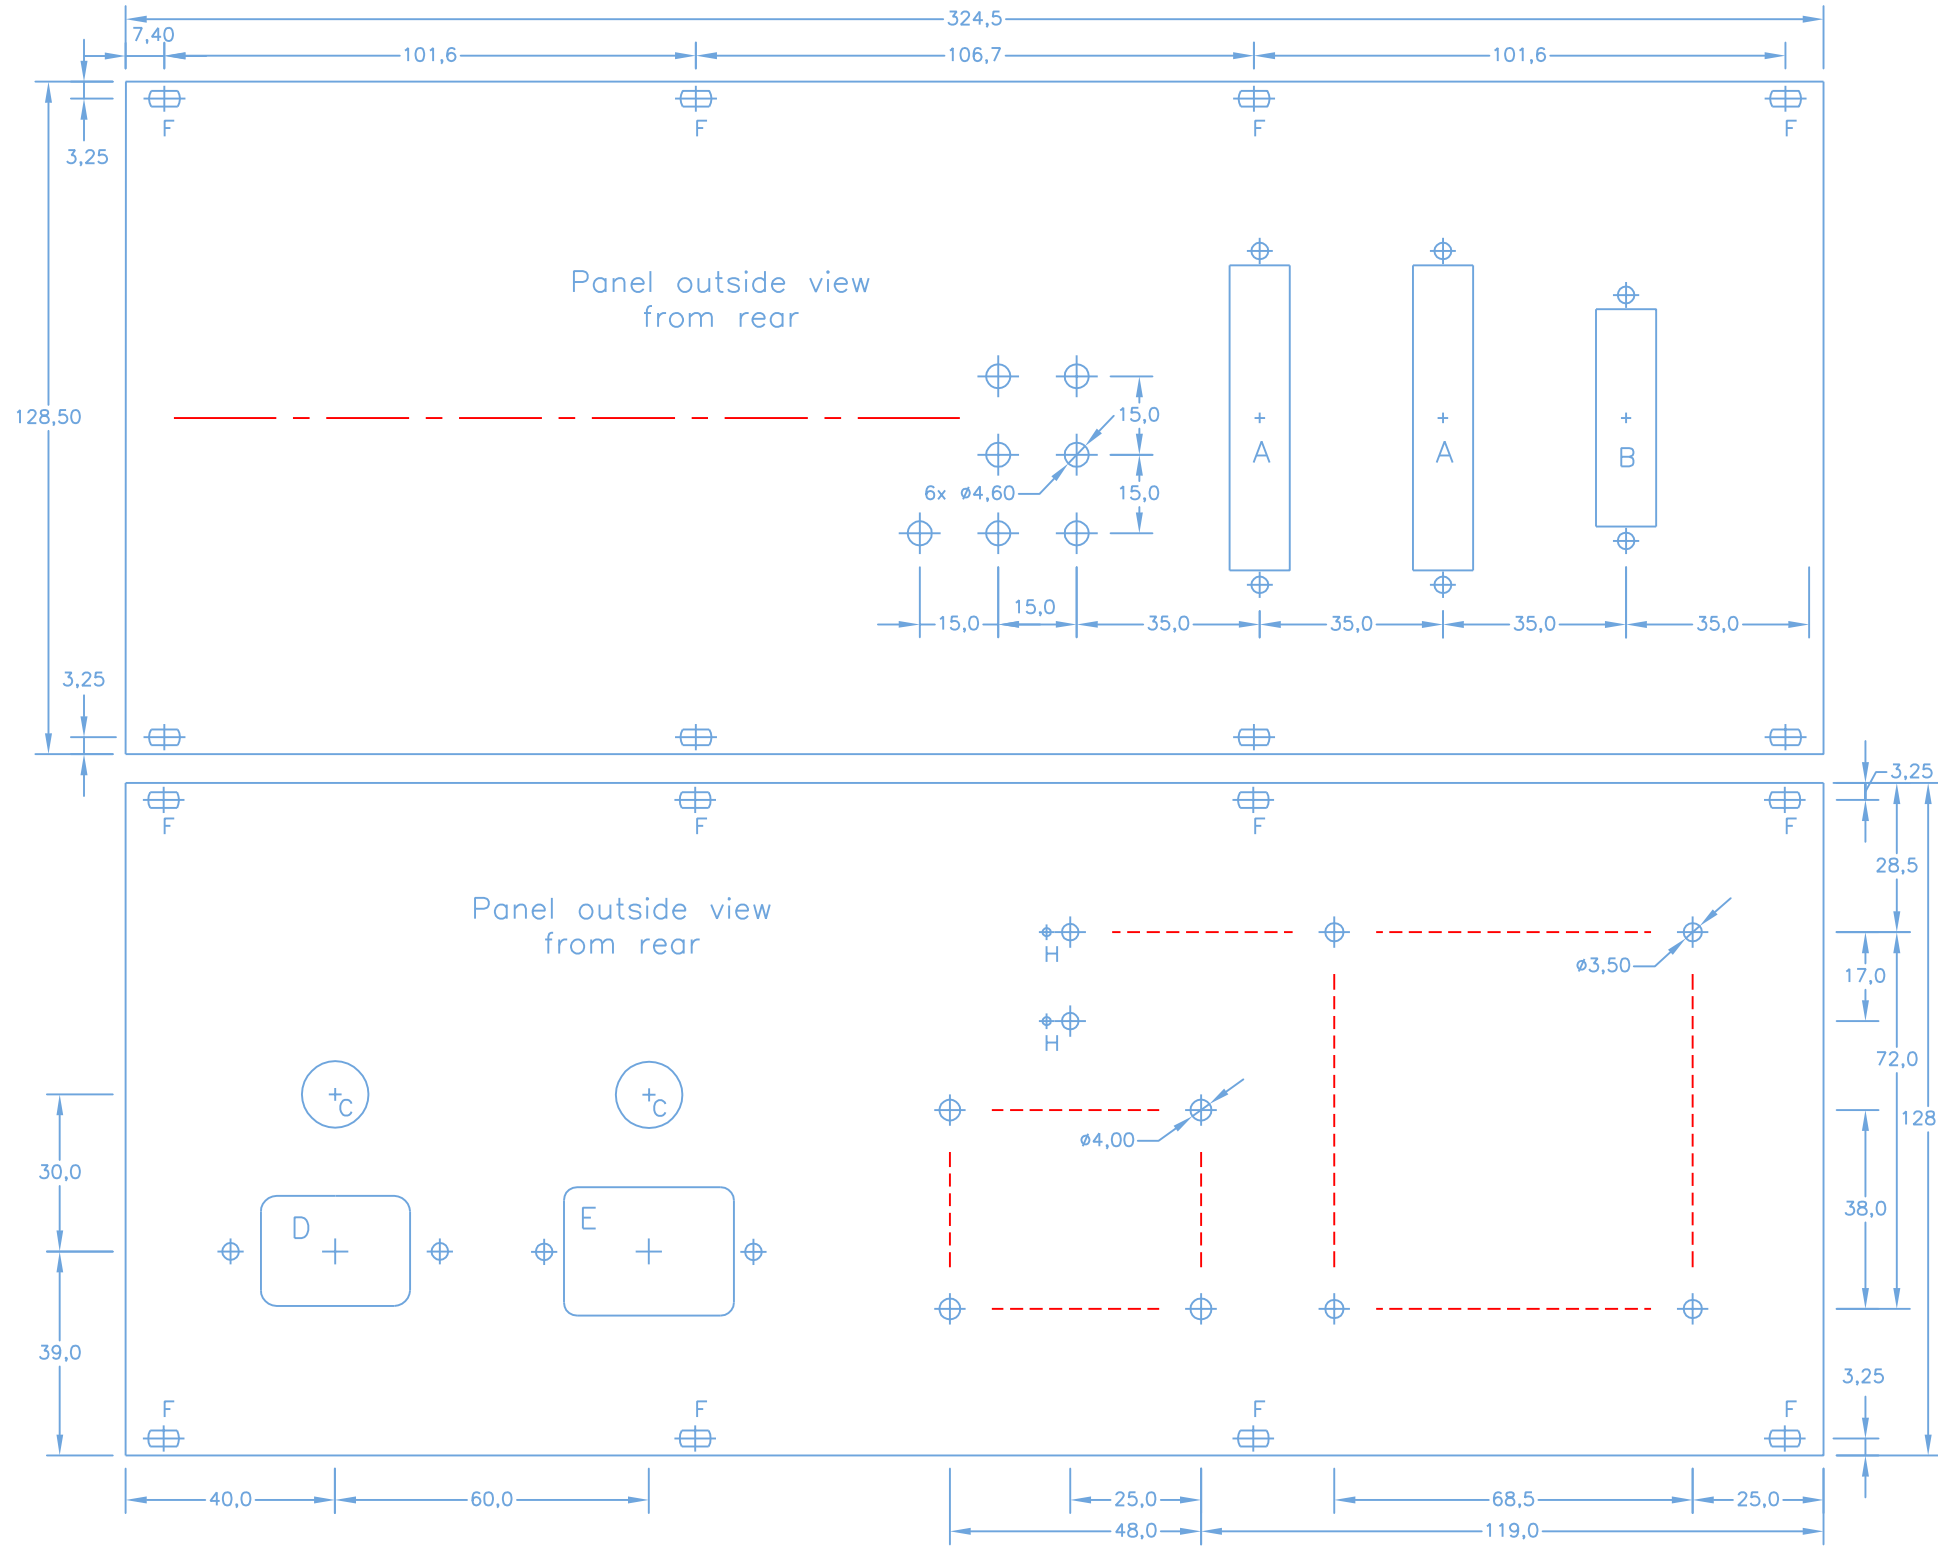 324,5
7,40
101,6
106,7
101,6
F
F
F
F
3,25
Panel outside view
from rear
128,50
15,0
A
A
B
6x ø4,60
15,0
15,0
15,0
35,0
35,0
35,0
35,0
3,25
3,25
F
F
F
F
28,5
Panel outside view
from rear
H
ø3,50
17,0
H
72,0
C
C
128
ø4,00
30,0
38,0
D
E
39,0
3,25
F
F
F
F
40,0
60,0
25,0
68,5
25,0
48,0
119,0